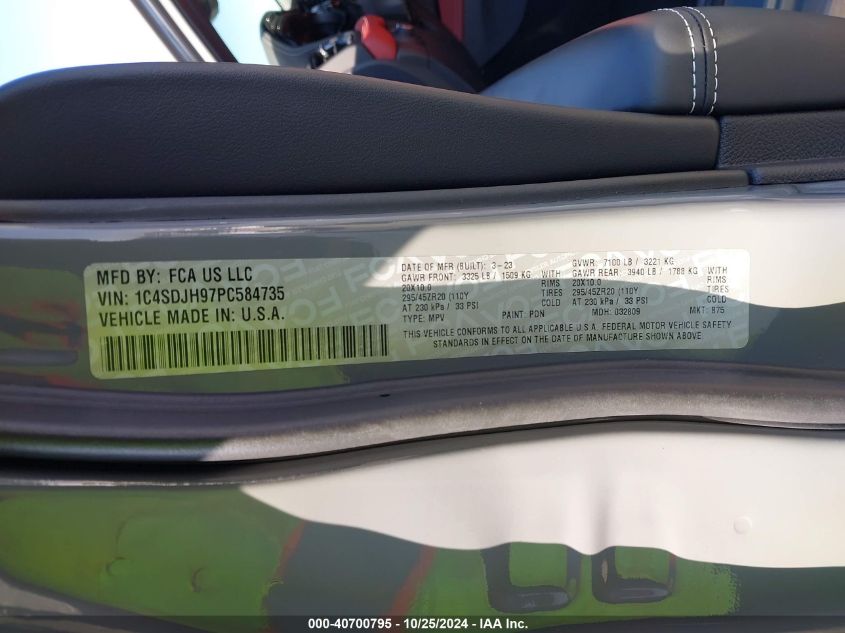 MFD BY: FCA US LLC
VIN: 1C4SDJH97PC584735
VEHICLE MADE IN: U.S.A.
DATE OF MFR (BUILT): 3-23 GVWR: 7100 LB / 3221 KG
GAWR FRONT: 3325 LB / 1509 KG WITH GAWR REAR: 3940 LB / 1788 KG WITH
20X10.0 RIMS 20X10.0 RIMS
295/45ZR20 (110Y TIRES 295/45ZR20 (110Y TIRES
AT 230 kPa / 33 PSI COLD AT 230 kPa / 33 PSI COLD
TYPE: MPV PAINT: PDN MDH: 032809 MKT: 875
THIS VEHICLE CONFORMS TO ALL APPLICABLE U.S.A. FEDERAL MOTOR VEHICLE SAFETY
STANDARDS IN EFFECT ON THE DATE OF MANUFACTURE SHOWN ABOVE.
000-40700795 - 10/25/2024 - IAA Inc.